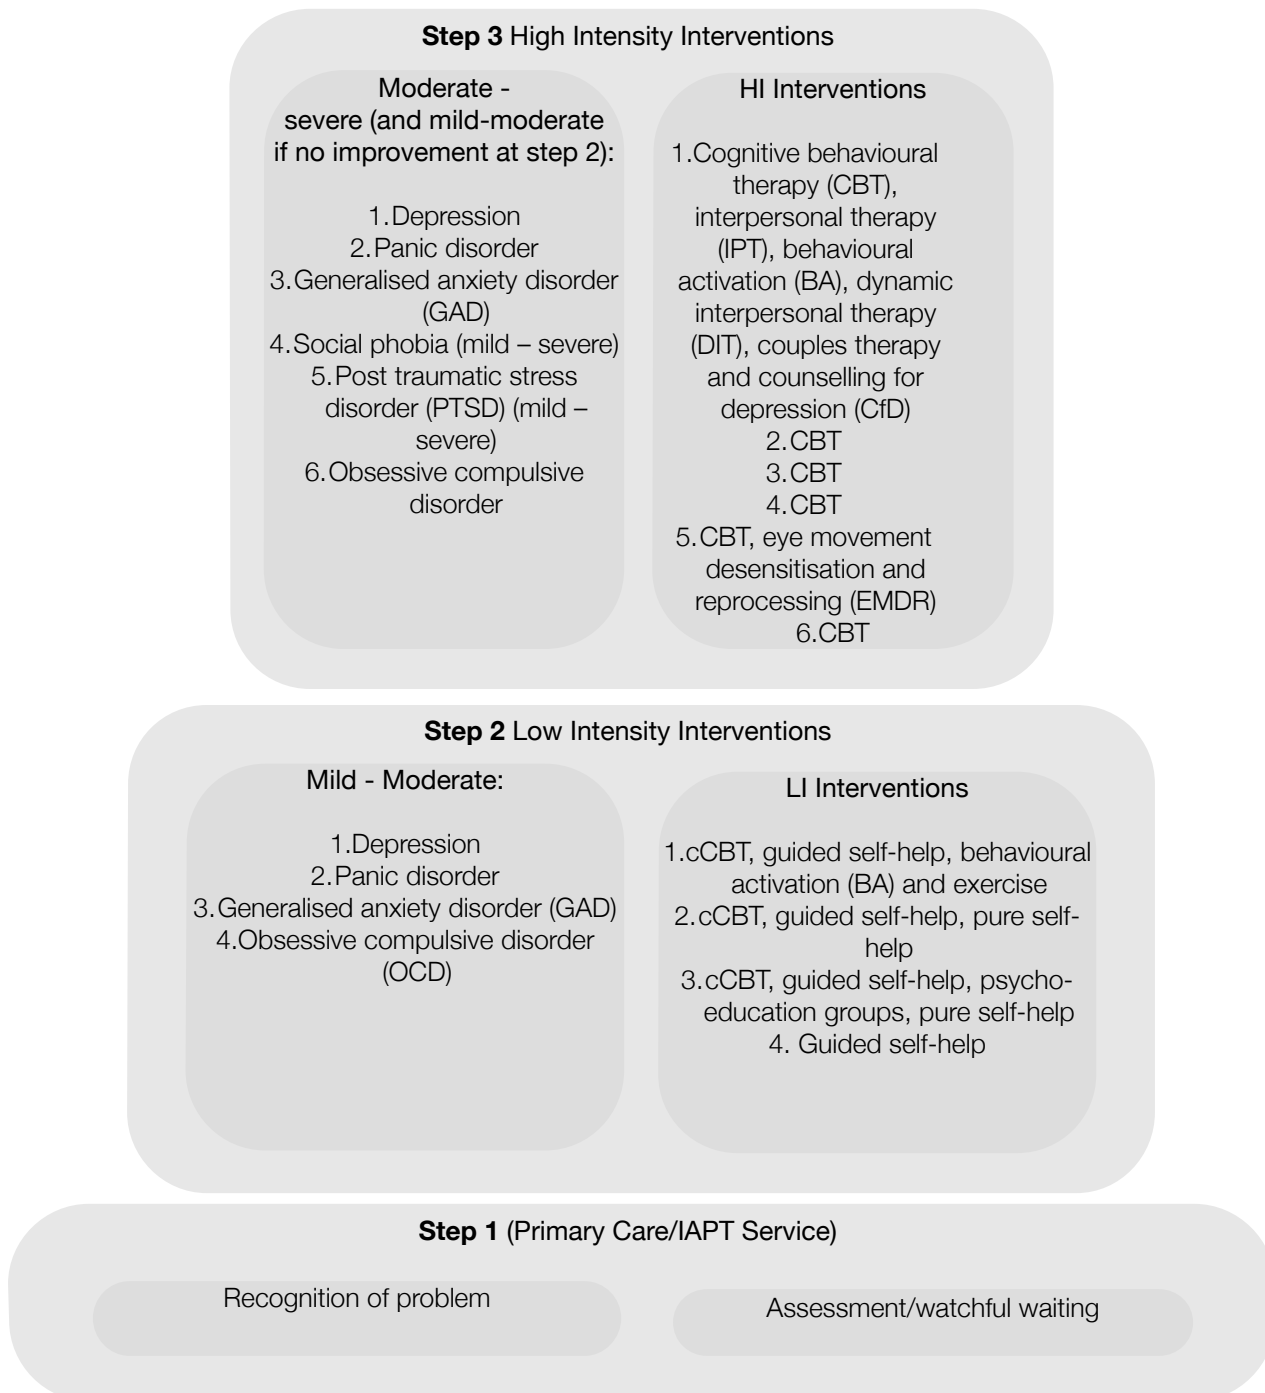 Step 3 High Intensity Interventions
Moderate -
severe (and mild-moderate
if no improvement at step 2):
1.Depression
2.Panic disorder
3.Generalised anxiety disorder
(GAD)
4.Social phobia (mild – severe)
5.Post traumatic stress
disorder (PTSD) (mild –
severe)
6.Obsessive compulsive
disorder
HI Interventions
1.Cognitive behavioural
therapy (CBT),
interpersonal therapy
(IPT), behavioural
activation (BA), dynamic
interpersonal therapy
(DIT), couples therapy
and counselling for
depression (CfD)
2.CBT
3.CBT
4.CBT
5.CBT, eye movement
desensitisation and
reprocessing (EMDR)
6.CBT
Step 2 Low Intensity Interventions
Mild - Moderate:
1.Depression
2.Panic disorder
3.Generalised anxiety disorder (GAD)
4.Obsessive compulsive disorder
(OCD)
LI Interventions
1.cCBT, guided self-help, behavioural
activation (BA) and exercise
2.cCBT, guided self-help, pure self-
help
3.cCBT, guided self-help, psycho-
education groups, pure self-help
4. Guided self-help
Step 1 (Primary Care/IAPT Service)
Recognition of problem
Assessment/watchful waiting